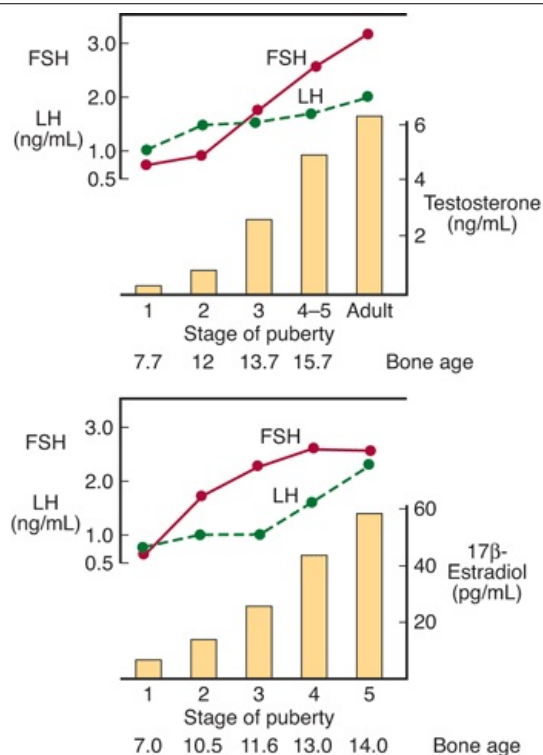 3.0
FSH
FSH
2.0
LH
LH
(ng/mL)
1.0
0.5
6
4
Testosterone
(ng/mL)
2
1 2 3 4–5 Adult
Stage of puberty
7.7 12 13.7 15.7 Bone age
3.0
FSH
FSH
2.0
LH
LH
(ng/mL)
1.0
0.5
60
17β-
40
Estradiol
(pg/mL)
20
1 2 3 4 5
Stage of puberty
7.0 10.5 11.6 13.0 14.0 Bone age